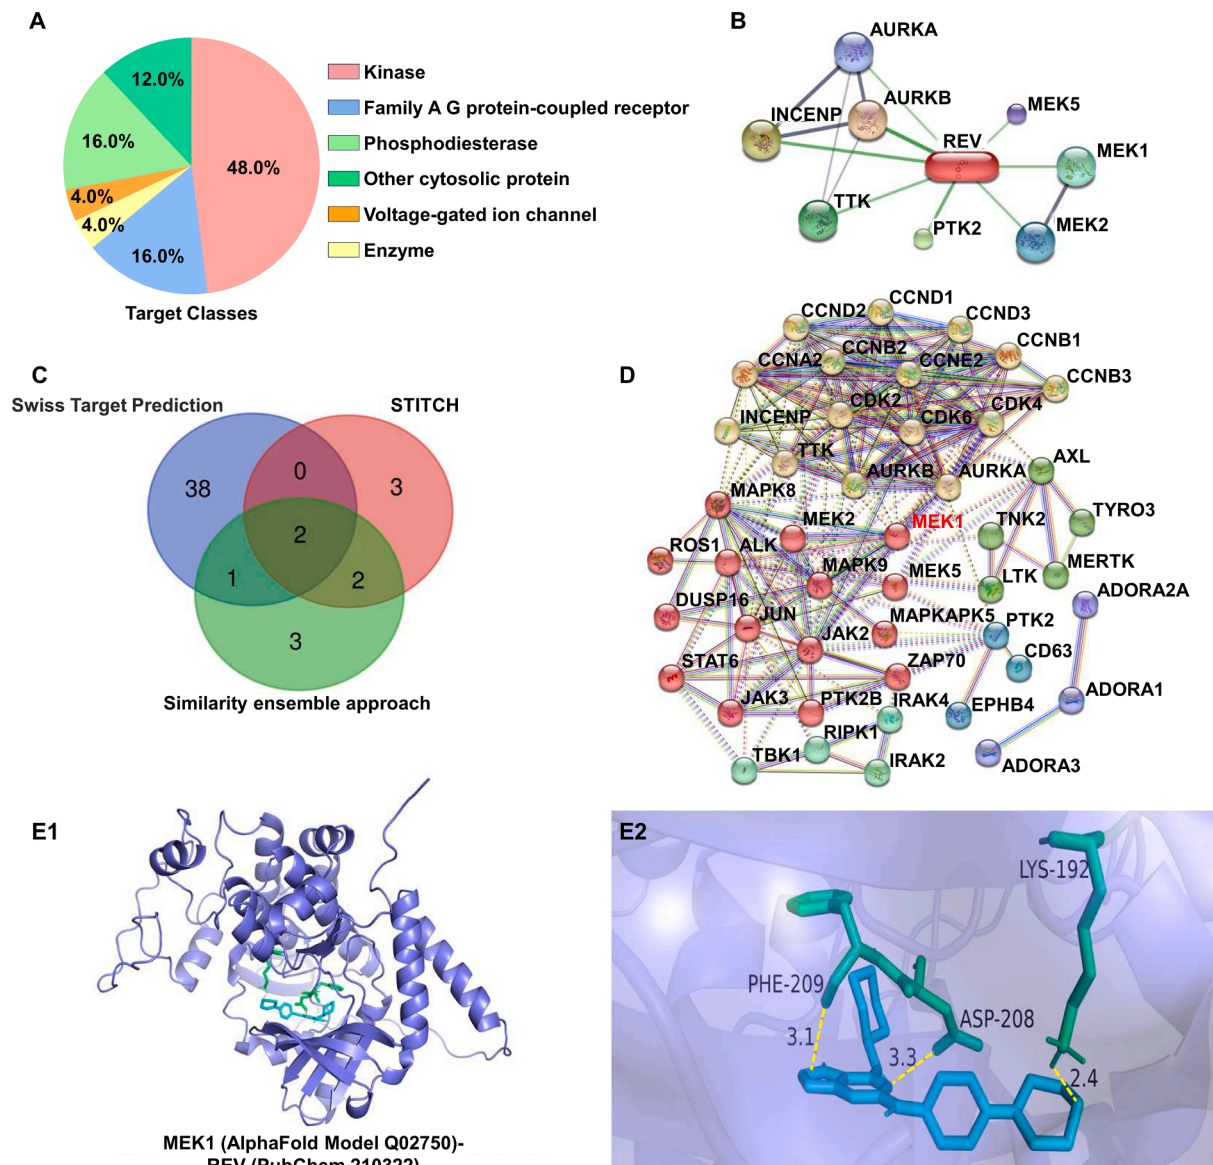 A
12.0%
16.0%
48.0%
4.0%
4.0%
16.0%
Target Classes
Kinase
Family A G protein-coupled receptor
Phosphodiesterase
Other cytosolic protein
Voltage-gated ion channel
Enzyme
B
AURKA
AURKB
INCENP
MEK5
REV
MEK1
TTK
PTK2
MEK2
C
Swiss Target Prediction
STITCH
0
38
3
2
1
2
3
Similarity ensemble approach
D
CCND1
CCND2
CCND3
CCNB1
CCNB2
CCNA2
CCNE2
CCNB3
CDK2
CDK4
INCENP
CDK6
TTK
AXL
AURKB
AURKA
MAPK8
TYRO3
MEK2
MEK1
TNK2
ROS1
ALK
MERTK
MAPK9
MEK5
LTK
ADORA2A
DUSP16
JUN
MAPKAPK5
PTK2
JAK2
CD63
STAT6
ZAP70
ADORA1
JAK3
PTK2B
IRAK4
EPHB4
RIPK1
TBK1
IRAK2
ADORA3
E1
MEK1 (AlphaFold Model Q02750)-
REV (PubChem 210322)
E2
LYS-192
PHE-209
ASP-208
3.1
3.3
2.4